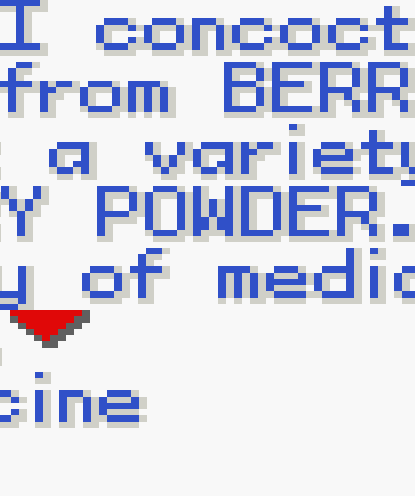 I concoct
from BERR
a variety
Y POWDER.
y of medic
cine